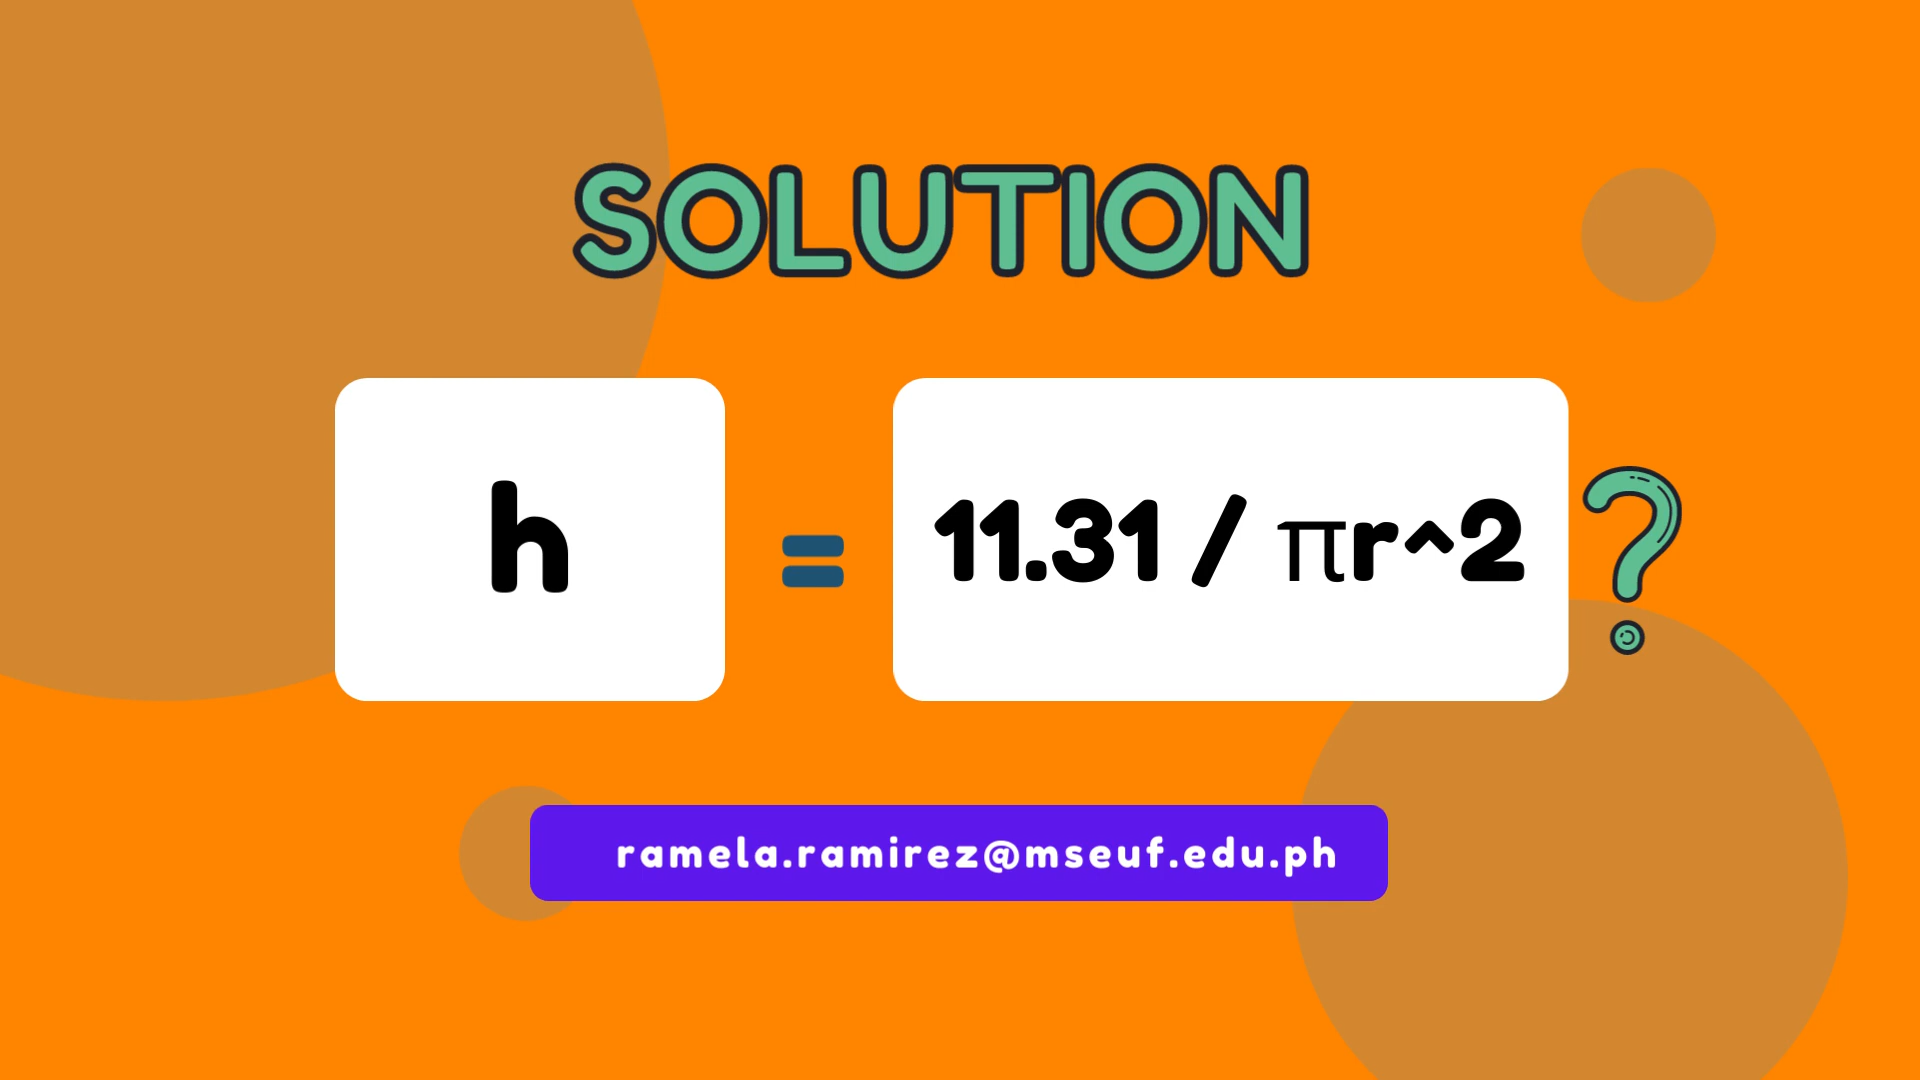 SOLUTION
h = 11.31 / πr^2 ?
ramela.ramirez@mseuf.edu.ph